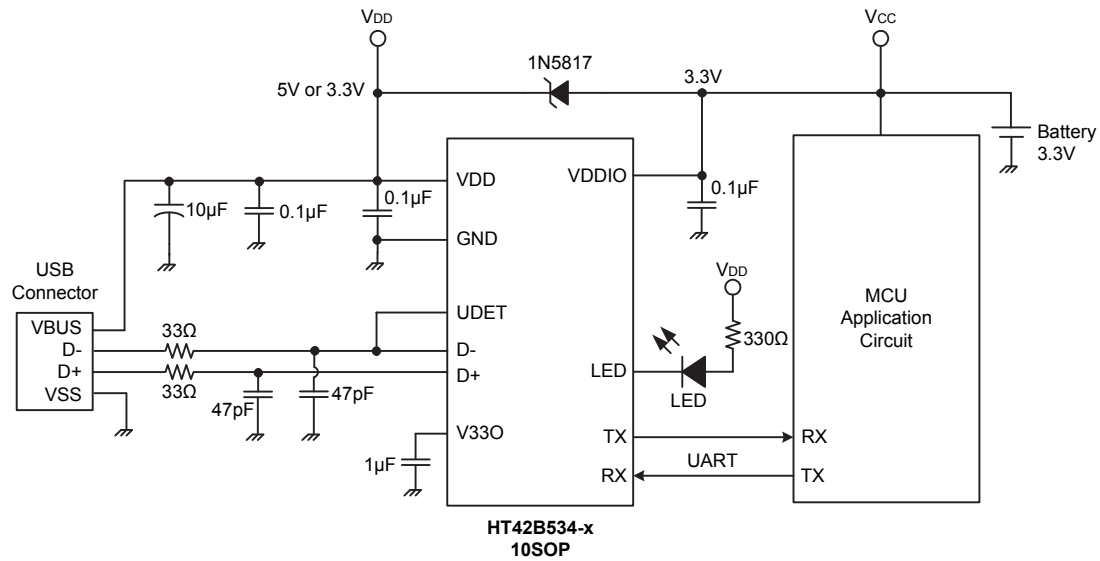 VDD
VCC
1N5817
5V or 3.3V
3.3V
Battery
3.3V
VDD
VDDIO
10µF
0.1µF
0.1µF
0.1µF
GND
USB
Connector
VDD
MCU
Application
Circuit
UDET
VBUS
33Ω
330Ω
D-
D-
D+
D+
LED
LED
VSS
33Ω
47pF
47pF
V33O
TX
RX
1µF
UART
RX
TX
HT42B534-x
10SOP